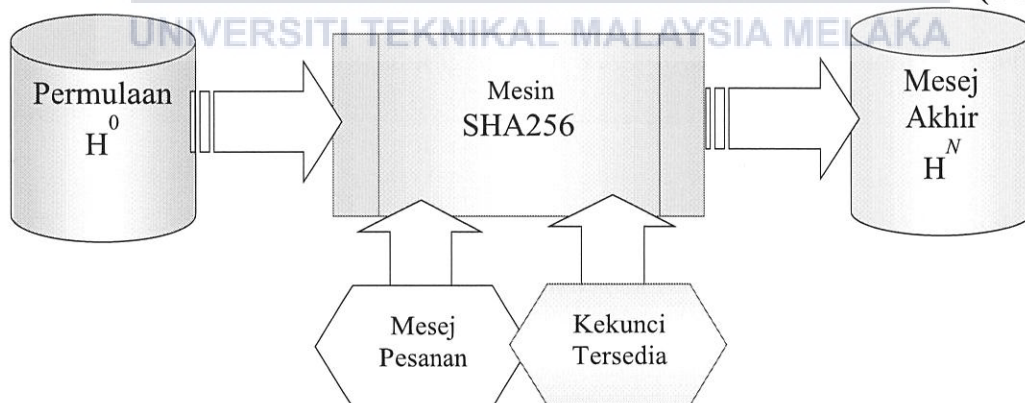 UNIVERSITI TEKNIKAL MALAYSIA MELAKA
Permulaan
H⁰
Mesin
SHA256
Mesej
Akhir
Hᴺ
Mesej
Pesanan
Kekunci
Tersedia